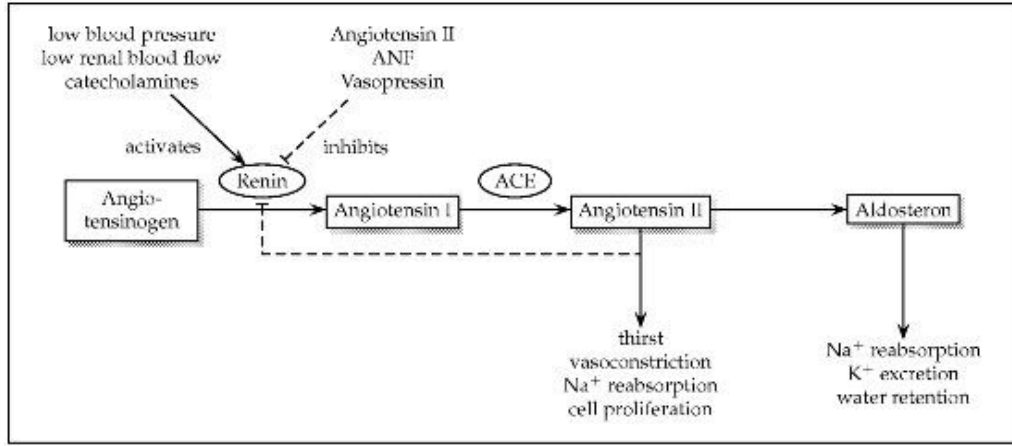 low blood pressure
low renal blood flow
catecholamines
Angiotensin II
ANF
Vasopressin
activates
inhibits
Renin
ACE
Angio-
tensinogen
Angiotensin I
Angiotensin II
Aldosteron
thirst
vasoconstriction
Na⁺ reabsorption
cell proliferation
Na⁺ reabsorption
K⁺ excretion
water retention